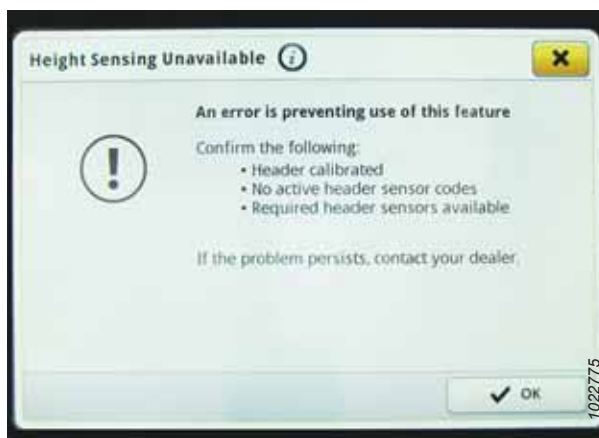 Height Sensing Unavailable i
An error is preventing use of this feature
Confirm the following:
• Header calibrated
• No active header sensor codes
• Required header sensors available
If the problem persists, contact your dealer.
OK
1022775